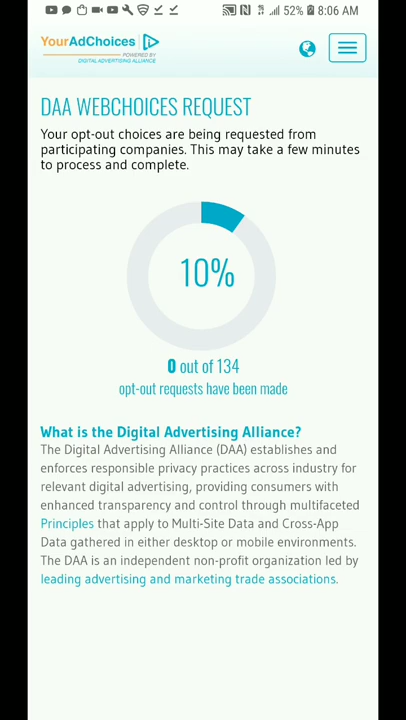 52% 8:06 AM
YourAdChoices
POWERED BY
DIGITAL ADVERTISING ALLIANCE
DAA WEBCHOICES REQUEST
Your opt-out choices are being requested from
participating companies. This may take a few minutes
to process and complete.
10%
0 out of 134
opt-out requests have been made
What is the Digital Advertising Alliance?
The Digital Advertising Alliance (DAA) establishes and
enforces responsible privacy practices across industry for
relevant digital advertising, providing consumers with
enhanced transparency and control through multifaceted
Principles that apply to Multi-Site Data and Cross-App
Data gathered in either desktop or mobile environments.
The DAA is an independent non-profit organization led by
leading advertising and marketing trade associations.